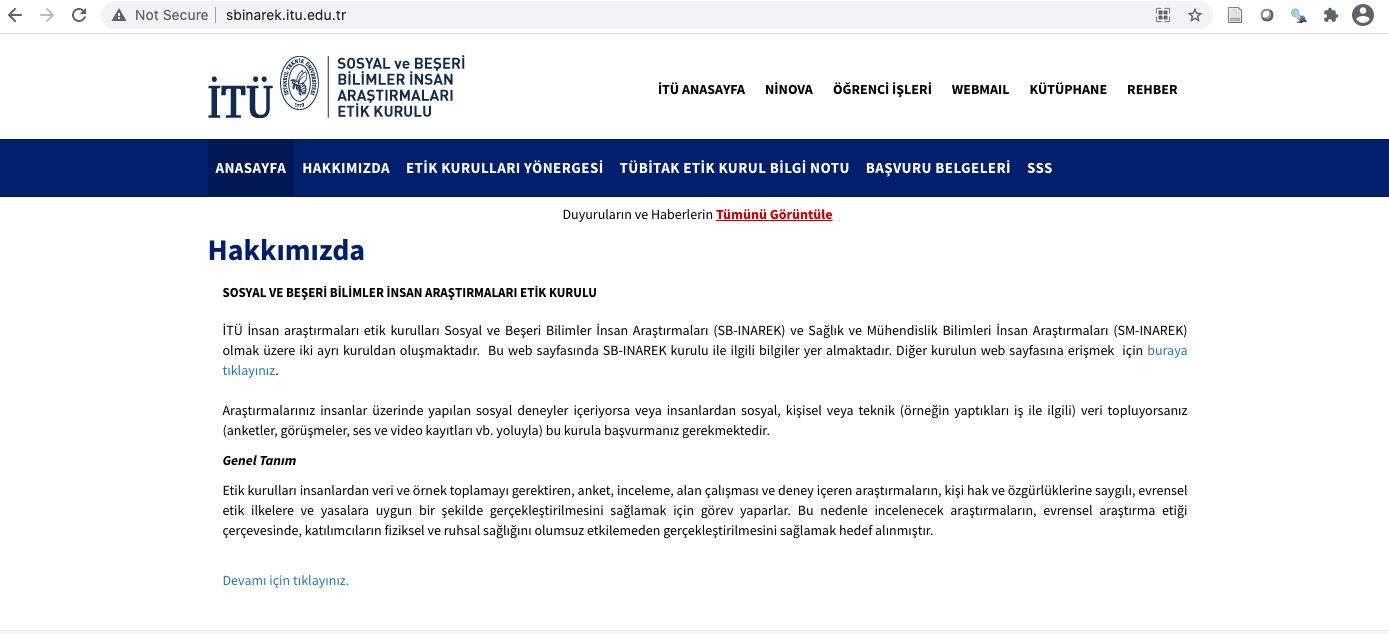 Not Secure | sbinarek.itu.edu.tr
İTÜ
SOSYAL ve BEŞERİ
BİLİMLER İNSAN
ARAŞTIRMALARI
ETİK KURULU
İTÜ ANASAYFA NİNOVA ÖĞRENCİ İŞLERİ WEBMAIL KÜTÜPHANE REHBER
ANASAYFA HAKKIMIZDA ETİK KURULLARI YÖNERGESİ TÜBİTAK ETİK KURUL BİLGİ NOTU BAŞVURU BELGELERİ SSS
Duyuruların ve Haberlerin Tümünü Görüntüle
Hakkımızda
SOSYAL VE BEŞERİ BİLİMLER İNSAN ARAŞTIRMALARI ETİK KURULU
İTÜ İnsan araştırmaları etik kurulları Sosyal ve Beşeri Bilimler İnsan Araştırmaları (SB-INAREK) ve Sağlık ve Mühendislik Bilimleri İnsan Araştırmaları (SM-INAREK)
olmak üzere iki ayrı kuruldan oluşmaktadır. Bu web sayfasında SB-INAREK kurulu ile ilgili bilgiler yer almaktadır. Diğer kurulun web sayfasına erişmek için buraya
tıklayınız.
Araştırmalarınız insanlar üzerinde yapılan sosyal deneyler içeriyorsa veya insanlardan sosyal, kişisel veya teknik (örneğin yaptıkları iş ile ilgili) veri topluyorsanız
(anketler, görüşmeler, ses ve video kayıtları vb. yoluyla) bu kurula başvurmanız gerekmektedir.
Genel Tanım
Etik kurulları insanlardan veri ve örnek toplamayı gerektiren, anket, inceleme, alan çalışması ve deney içeren araştırmaların, kişi hak ve özgürlüklerine saygılı, evrensel
etik ilkelere ve yasalara uygun bir şekilde gerçekleştirilmesini sağlamak için görev yaparlar. Bu nedenle incelenecek araştırmaların, evrensel araştırma etiği
çerçevesinde, katılımcıların fiziksel ve ruhsal sağlığını olumsuz etkilemeden gerçekleştirilmesini sağlamak hedef alınmıştır.
Devamı için tıklayınız.